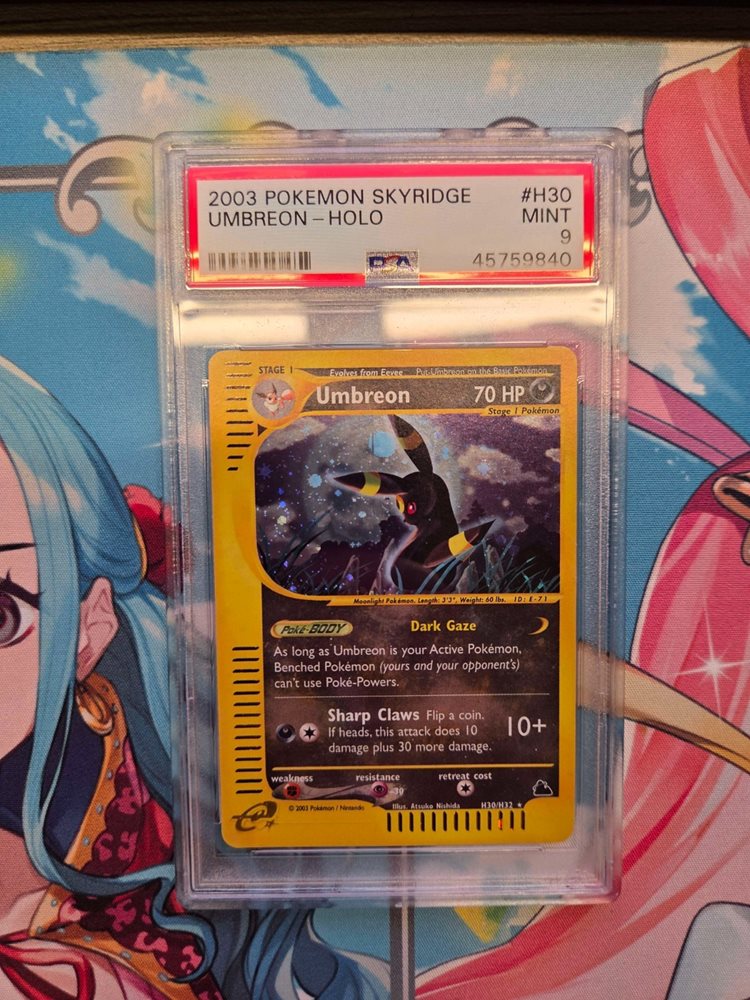 2003 POKEMON SKYRIDGE #H30
UMBREON - HOLO MINT
9
PSA 45759840
STAGE 1 Evolves from Eevee Put Umbreon on the Basic Pokémon
Umbreon 70 HP
Stage 1 Pokémon
Moonlight Pokémon. Length: 3'3", Weight: 60 lbs. ID: E-71
Poké-BODY Dark Gaze
As long as Umbreon is your Active Pokémon,
Benched Pokémon (yours and your opponent's)
can't use Poké-Powers.
Sharp Claws Flip a coin.
If heads, this attack does 10
damage plus 30 more damage.
10+
weakness resistance retreat cost
-30
Illus. Atsuko Nishida H30/H32 ★
© 2003 Pokémon / Nintendo
e